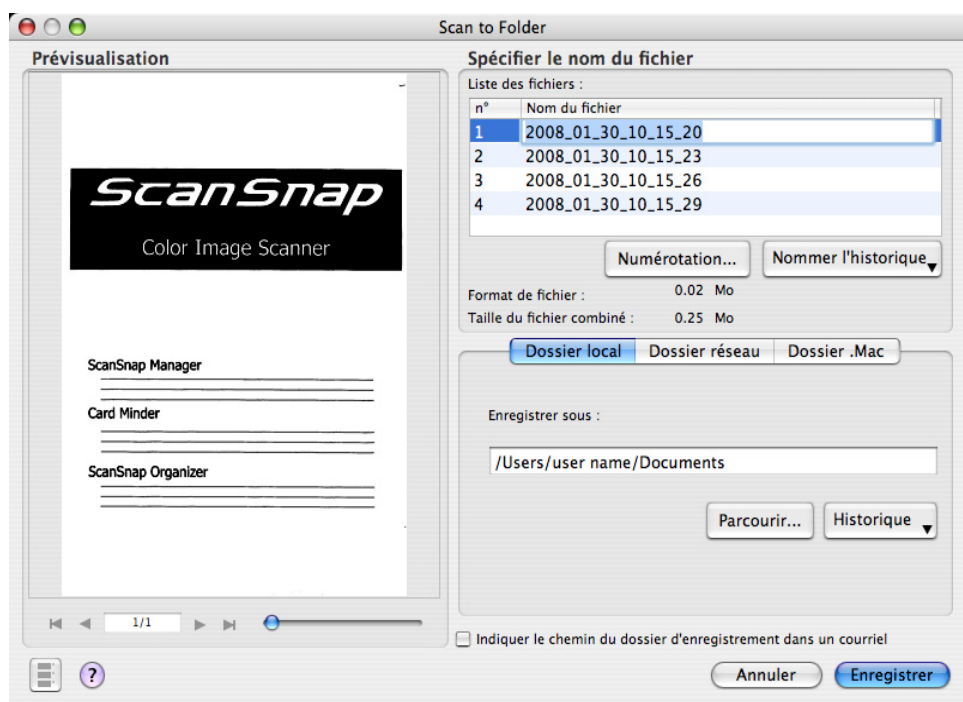 Scan to Folder
Prévisualisation
ScanSnap
Color Image Scanner
ScanSnap Manager
Card Minder
ScanSnap Organizer
1/1
?
Spécifier le nom du fichier
Liste des fichiers :
n° Nom du fichier
1 2008_01_30_10_15_20
2 2008_01_30_10_15_23
3 2008_01_30_10_15_26
4 2008_01_30_10_15_29
Numérotation... Nommer l'historique
Format de fichier : 0.02 Mo
Taille du fichier combiné : 0.25 Mo
Dossier local Dossier réseau Dossier .Mac
Enregistrer sous :
/Users/user name/Documents
Parcourir... Historique
Indiquer le chemin du dossier d'enregistrement dans un courriel
Annuler Enregistrer